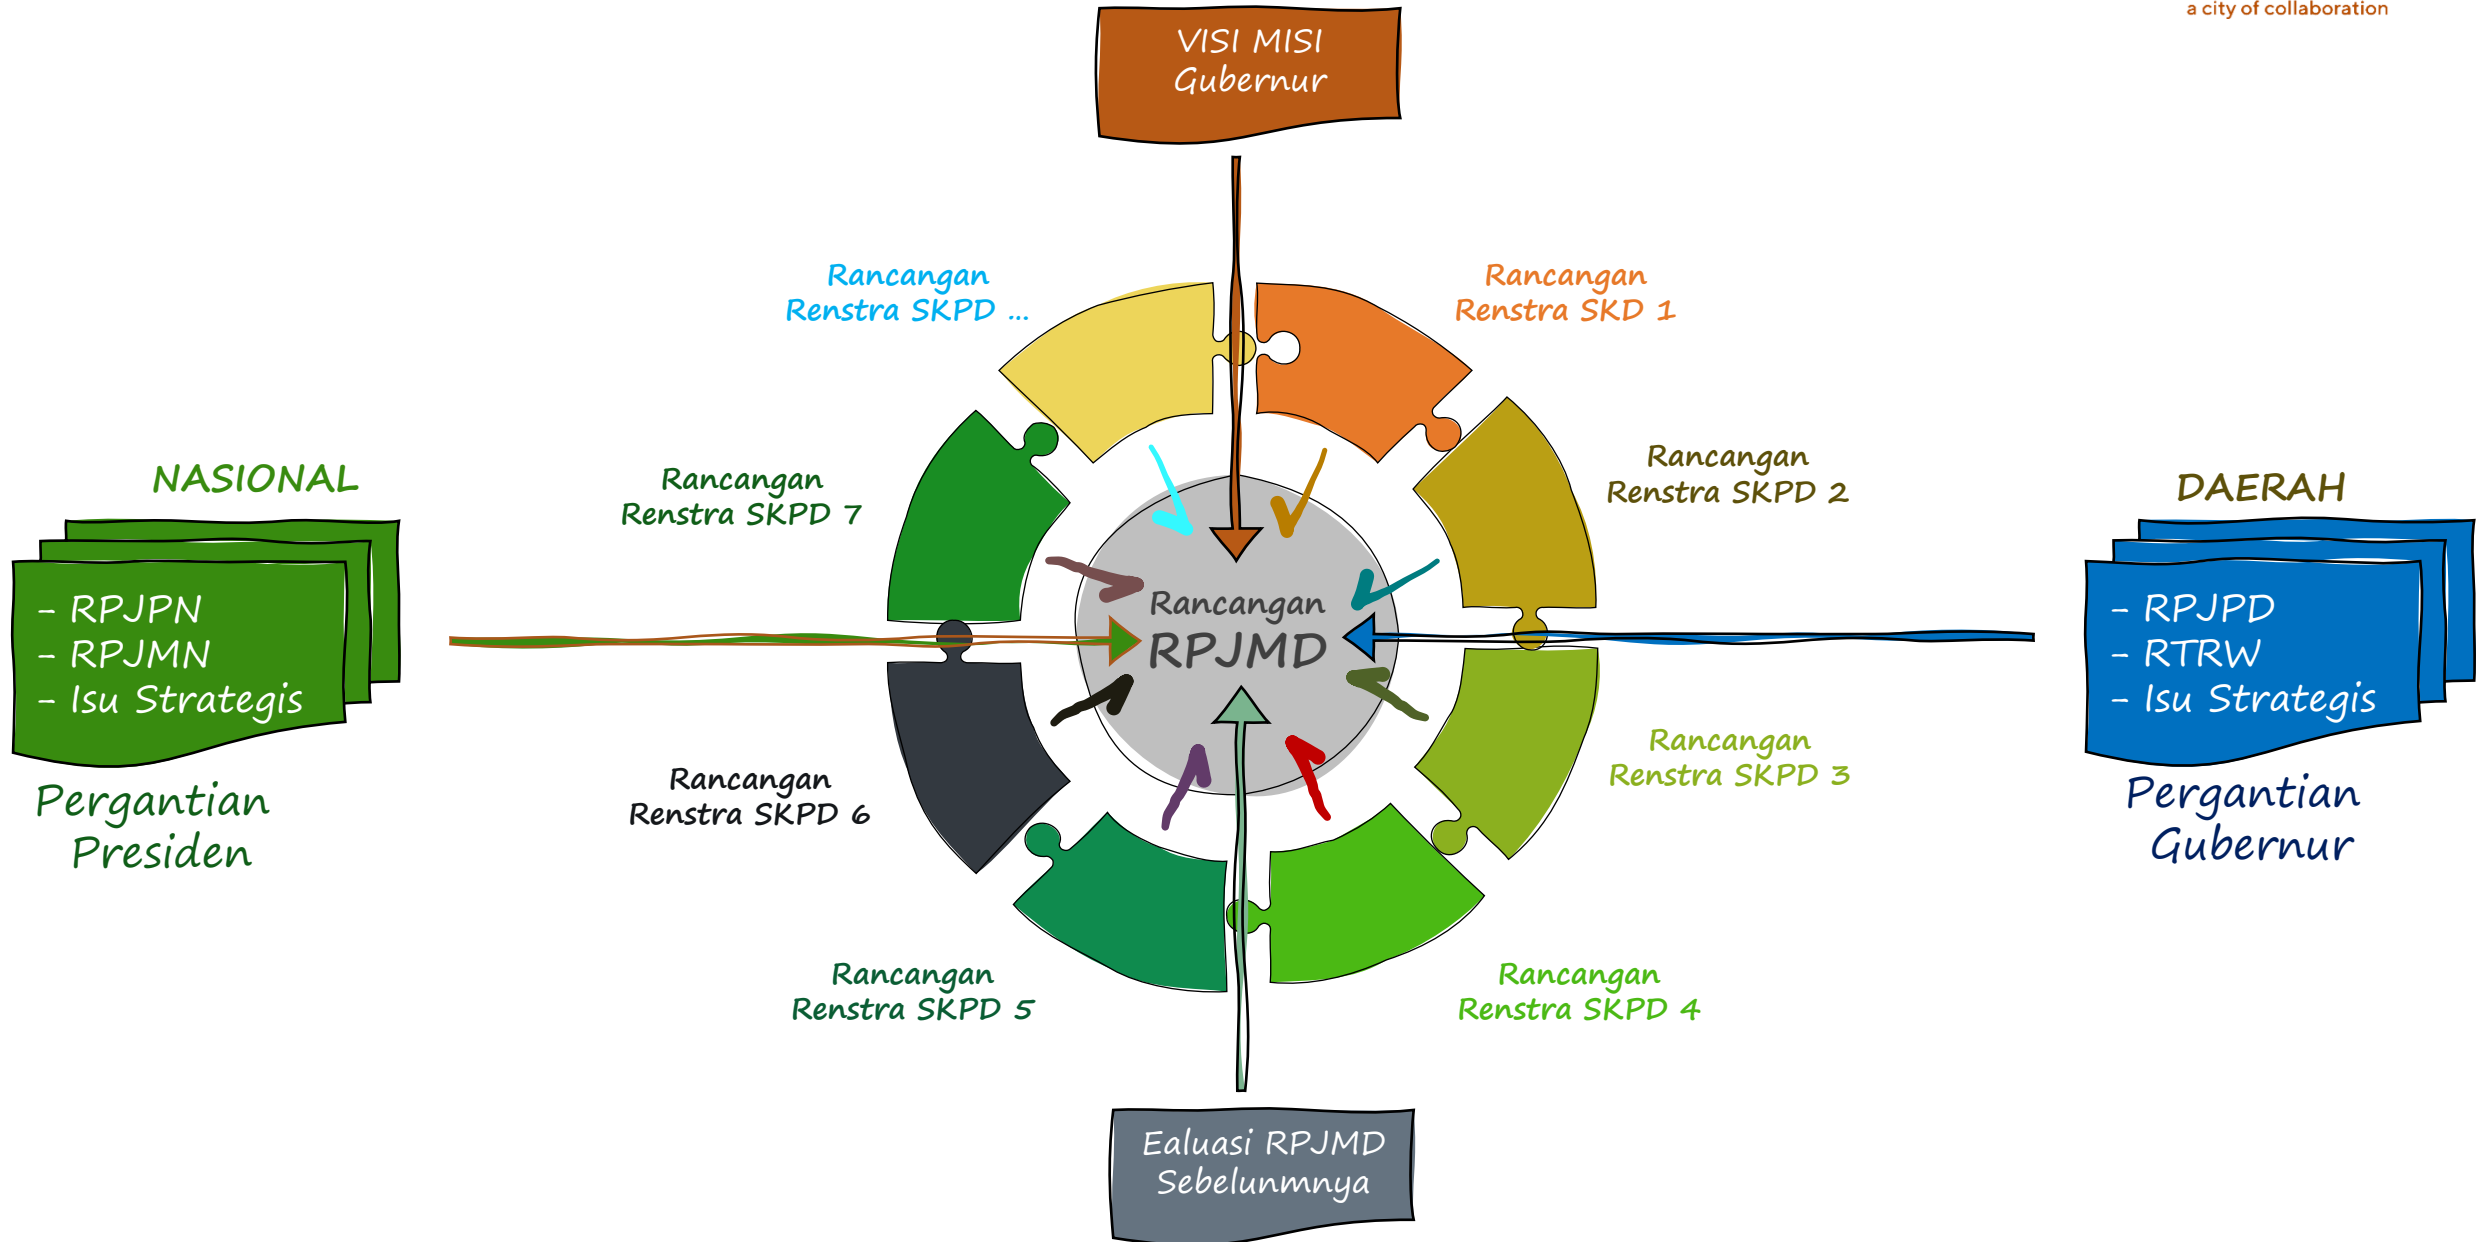 a city of collaboration
VISI MISI
Gubernur
Rancangan
Renstra SKPD ...
Rancangan
Renstra SKD 1
Rancangan
Renstra SKPD 2
Rancangan
Renstra SKPD 7
NASIONAL
- RPJPN
- RPJMN
- Isu Strategis
Pergantian
Presiden
Rancangan
RPJMD
DAERAH
- RPJPD
- RTRW
- Isu Strategis
Pergantian
Gubernur
Rancangan
Renstra SKPD 3
Rancangan
Renstra SKPD 6
Rancangan
Renstra SKPD 5
Rancangan
Renstra SKPD 4
Ealuasi RPJMD
Sebelunmnya